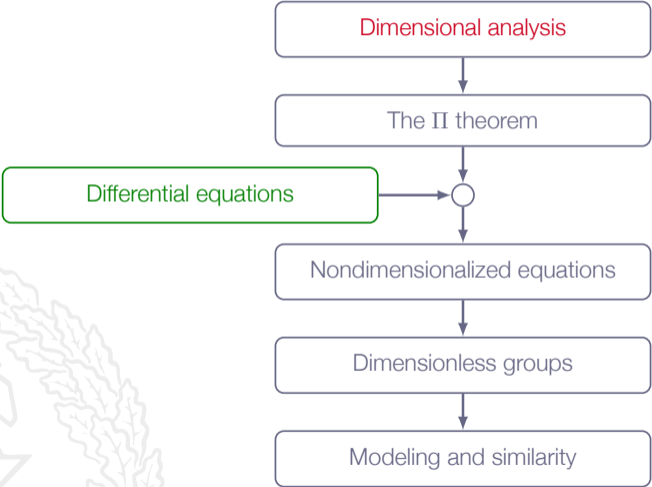 Dimensional analysis
The Π theorem
Differential equations
Nondimensionalized equations
Dimensionless groups
Modeling and similarity